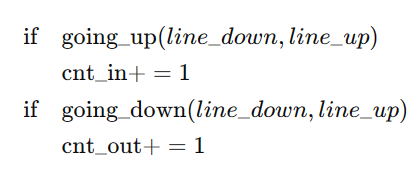 if going_up(line_down, line_up)
cnt_in+ = 1
if going_down(line_down, line_up)
cnt_out+ = 1